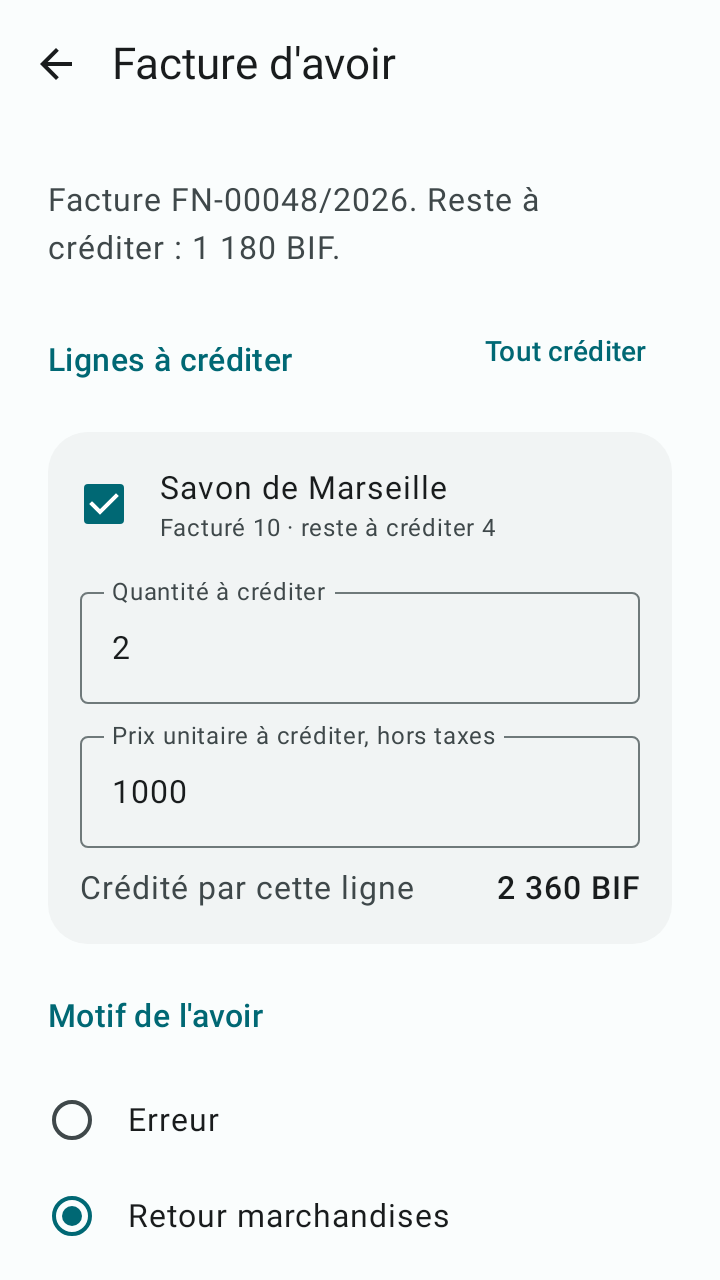 Facture d'avoir
Facture FN-00048/2026. Reste à
créditer : 1 180 BIF.
Lignes à créditer
Tout créditer
Savon de Marseille
Facturé 10 · reste à créditer 4
Quantité à créditer
2
Prix unitaire à créditer, hors taxes
1000
Crédité par cette ligne
2 360 BIF
Motif de l'avoir
Erreur
Retour marchandises